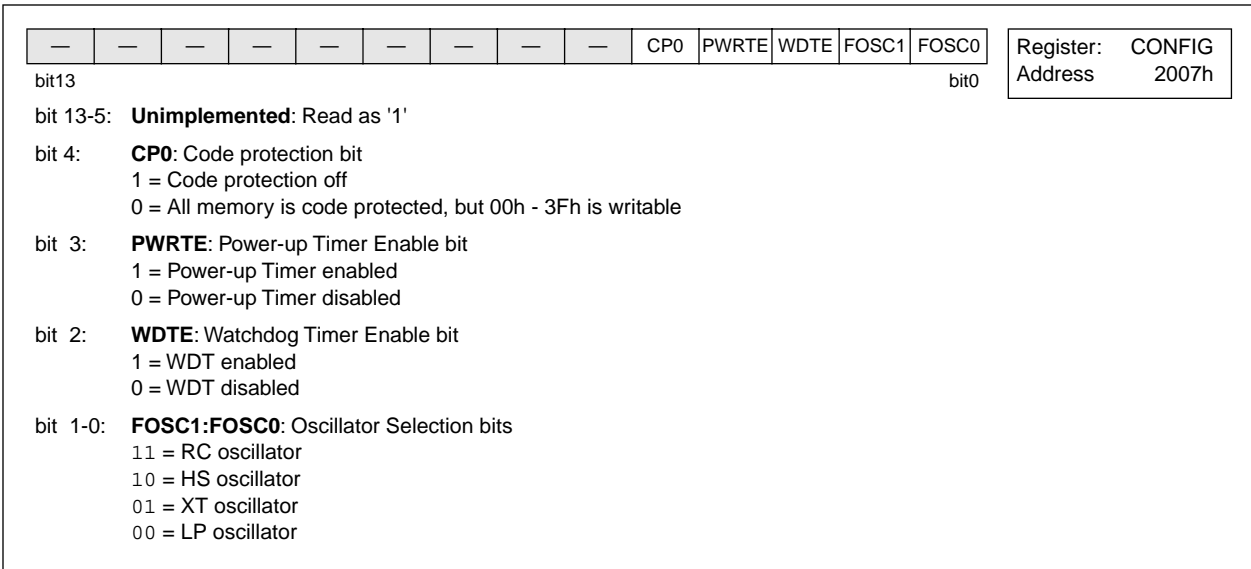 — — — — — — — — — CP0 PWRTE WDTE FOSC1 FOSC0
Register: CONFIG
Address 2007h
bit13 bit0
bit 13-5: Unimplemented: Read as '1'
bit 4: CP0: Code protection bit
1 = Code protection off
0 = All memory is code protected, but 00h - 3Fh is writable
bit 3: PWRTE: Power-up Timer Enable bit
1 = Power-up Timer enabled
0 = Power-up Timer disabled
bit 2: WDTE: Watchdog Timer Enable bit
1 = WDT enabled
0 = WDT disabled
bit 1-0: FOSC1:FOSC0: Oscillator Selection bits
11 = RC oscillator
10 = HS oscillator
01 = XT oscillator
00 = LP oscillator